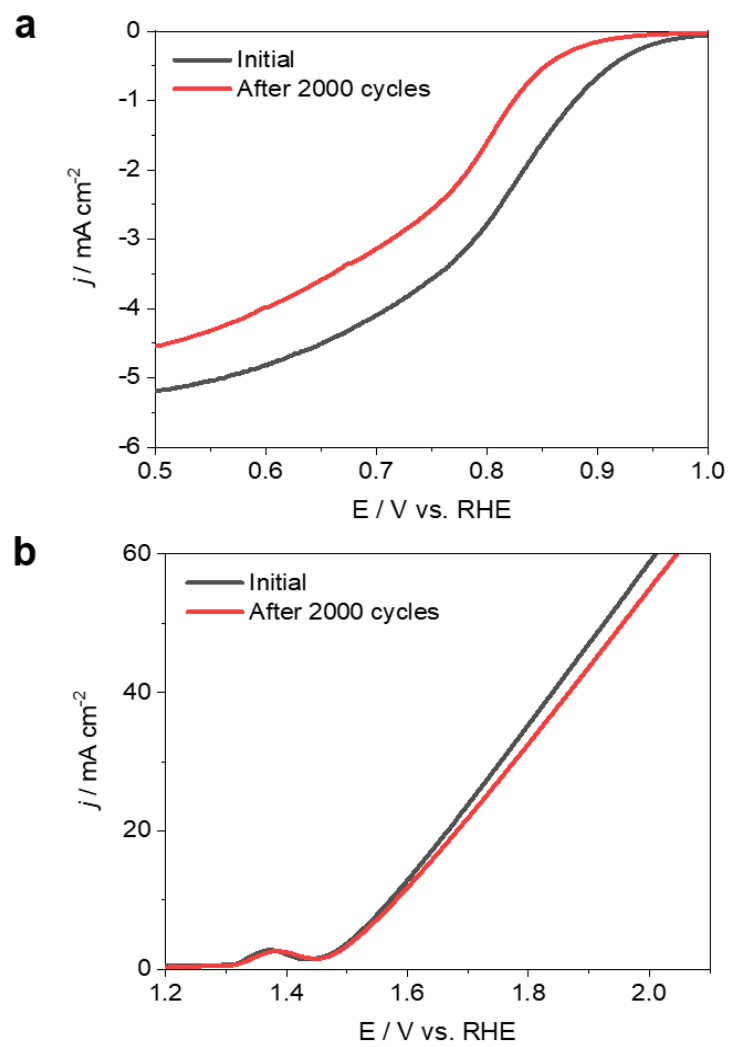 a
0
-1
-2
-3
-4
-5
-6
j / mA cm-2
Initial
After 2000 cycles
0.5 0.6 0.7 0.8 0.9 1.0
E / V vs. RHE
b
60
40
20
0
j / mA cm-2
Initial
After 2000 cycles
1.2 1.4 1.6 1.8 2.0
E / V vs. RHE